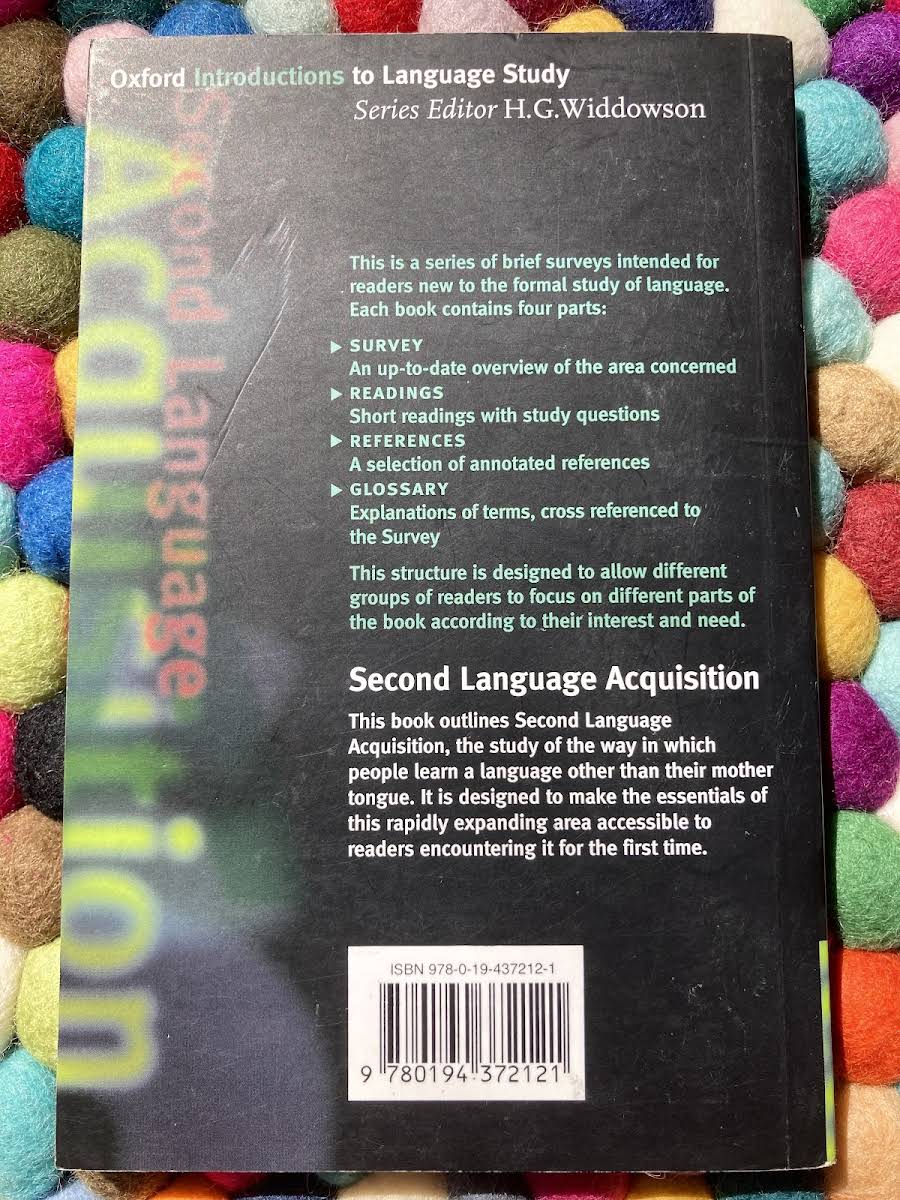 Oxford Introductions to Language Study
Series Editor H.G.Widdowson
Second Language
Acquisition
This is a series of brief surveys intended for
readers new to the formal study of language.
Each book contains four parts:
▶ SURVEY
An up-to-date overview of the area concerned
▶ READINGS
Short readings with study questions
▶ REFERENCES
A selection of annotated references
▶ GLOSSARY
Explanations of terms, cross referenced to
the Survey
This structure is designed to allow different
groups of readers to focus on different parts of
the book according to their interest and need.
Second Language Acquisition
This book outlines Second Language
Acquisition, the study of the way in which
people learn a language other than their mother
tongue. It is designed to make the essentials of
this rapidly expanding area accessible to
readers encountering it for the first time.
ISBN 978-0-19-437212-1
9 780194 372121